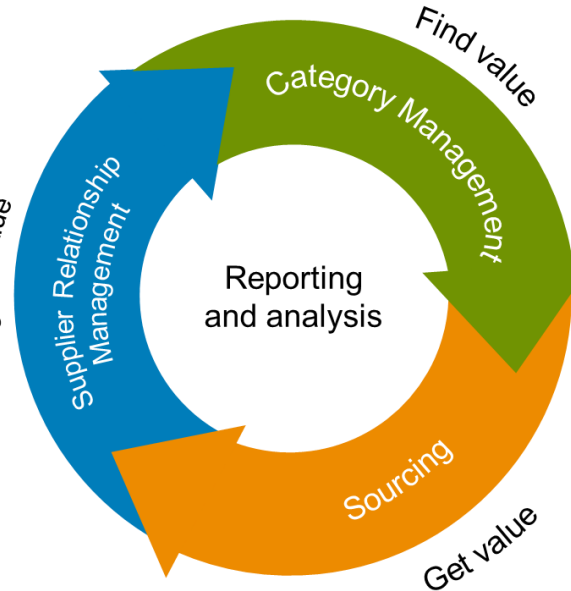 Find value
Category Management
Supplier Relationship
Management
Reporting
and analysis
Sourcing
Get value